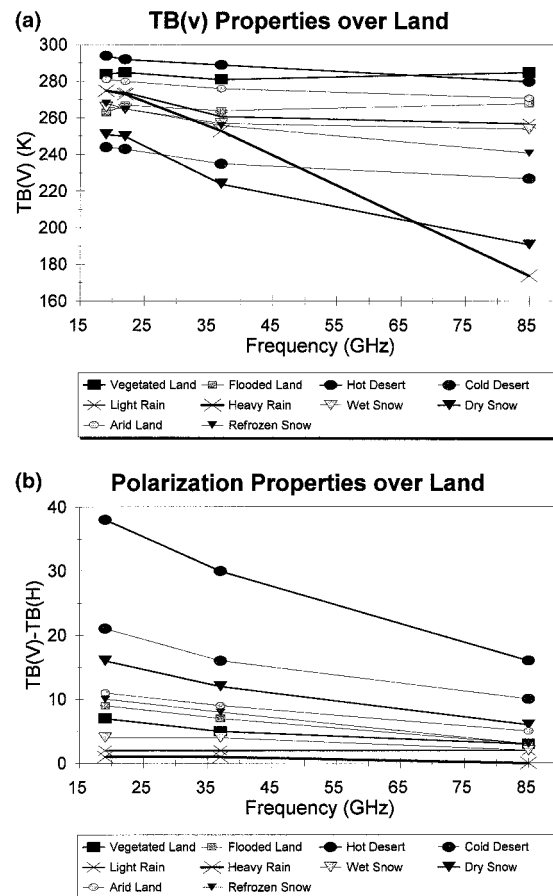 (a) TB(v) Properties over Land
300
280
260
240
220
200
180
160
TB(V) (K)
15 25 35 45 55 65 75 85
Frequency (GHz)
Vegetated Land Flooded Land Hot Desert Cold Desert
Light Rain Heavy Rain Wet Snow Dry Snow
Arid Land Refrozen Snow
(b) Polarization Properties over Land
40
30
20
10
0
TB(V)-TB(H)
15 25 35 45 55 65 75 85
Frequency (GHz)
Vegetated Land Flooded Land Hot Desert Cold Desert
Light Rain Heavy Rain Wet Snow Dry Snow
Arid Land Refrozen Snow